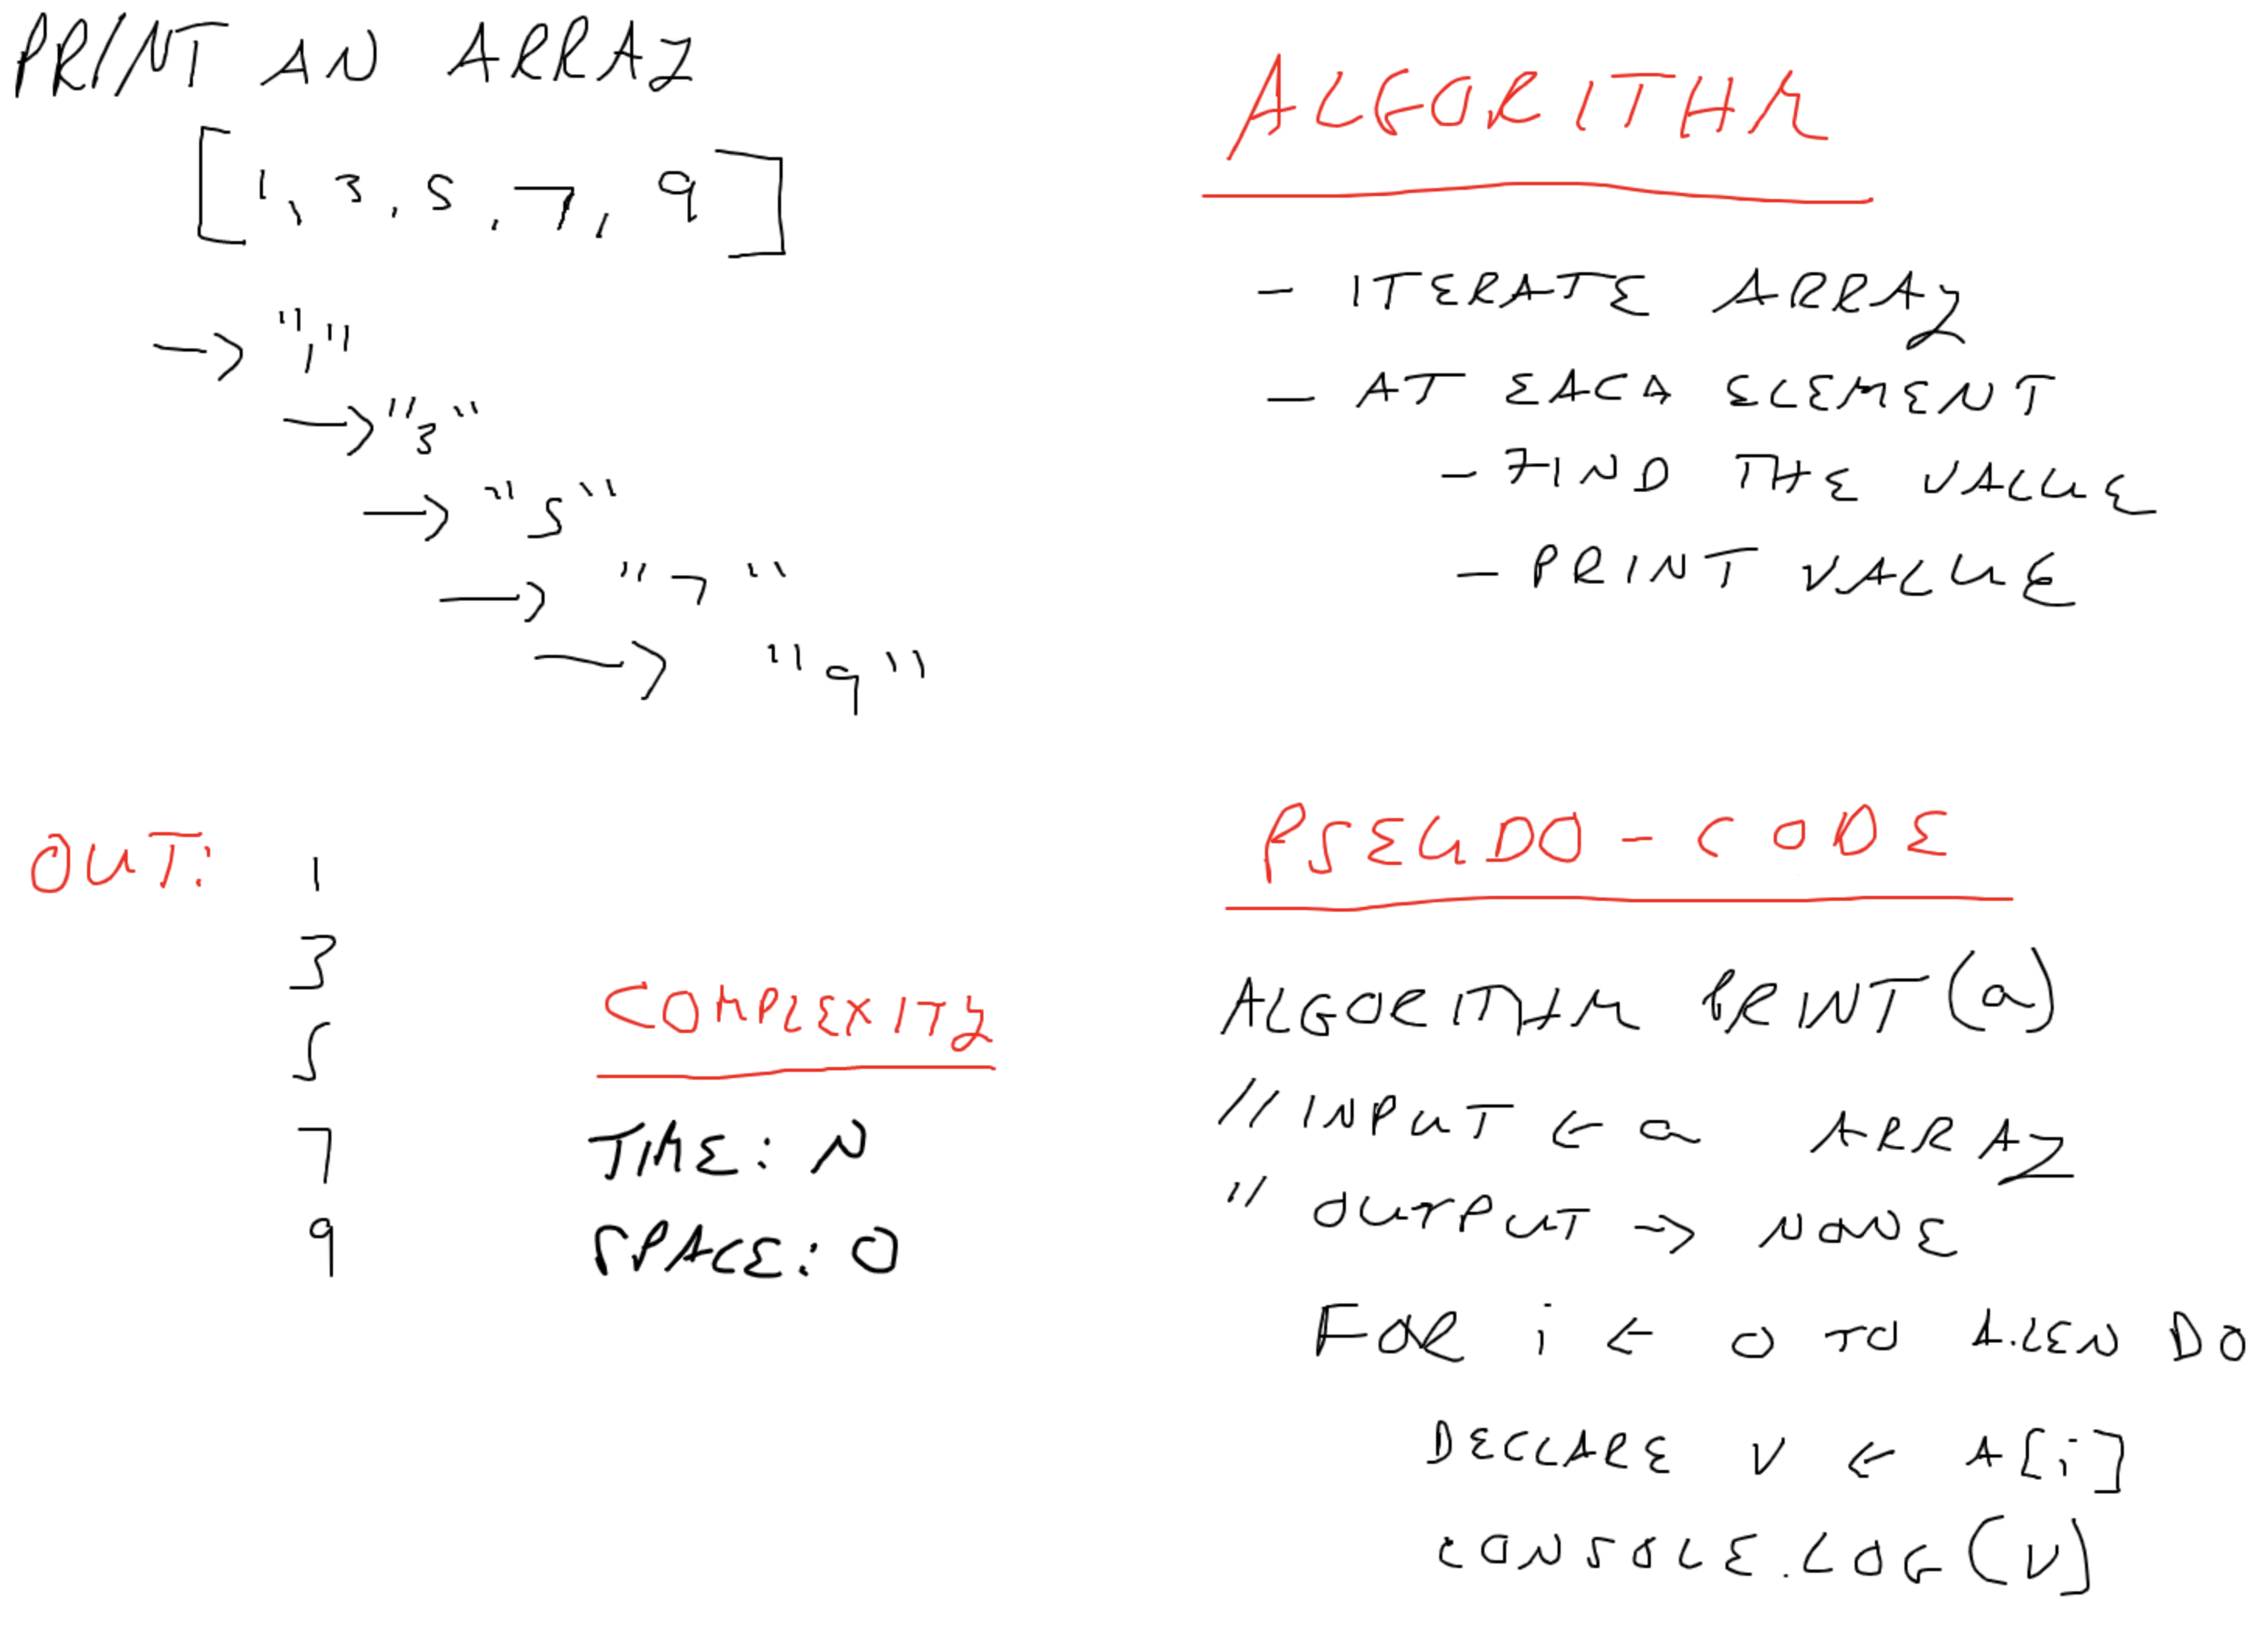 PRINT AN ARRAY
[1, 3, 5, 7, 9]
→ "1"
→ "3"
→ "5"
→ "7"
→ "9"
OUT: 1
3
5
7
9
COMPLEXITY
TIME: N
SPACE: O
ALGORITHM
- ITERATE ARRAY
- AT EACH ELEMENT
- FIND THE VALUE
- PRINT VALUE
PSEUDO-CODE
ALGORITHM PRINT(a)
// INPUT ← a ARRAY
// OUTPUT → NONE
FOR i ← 0 TO A.LEN DO
DECLARE V ← A[i]
CONSOLE.LOG(V)